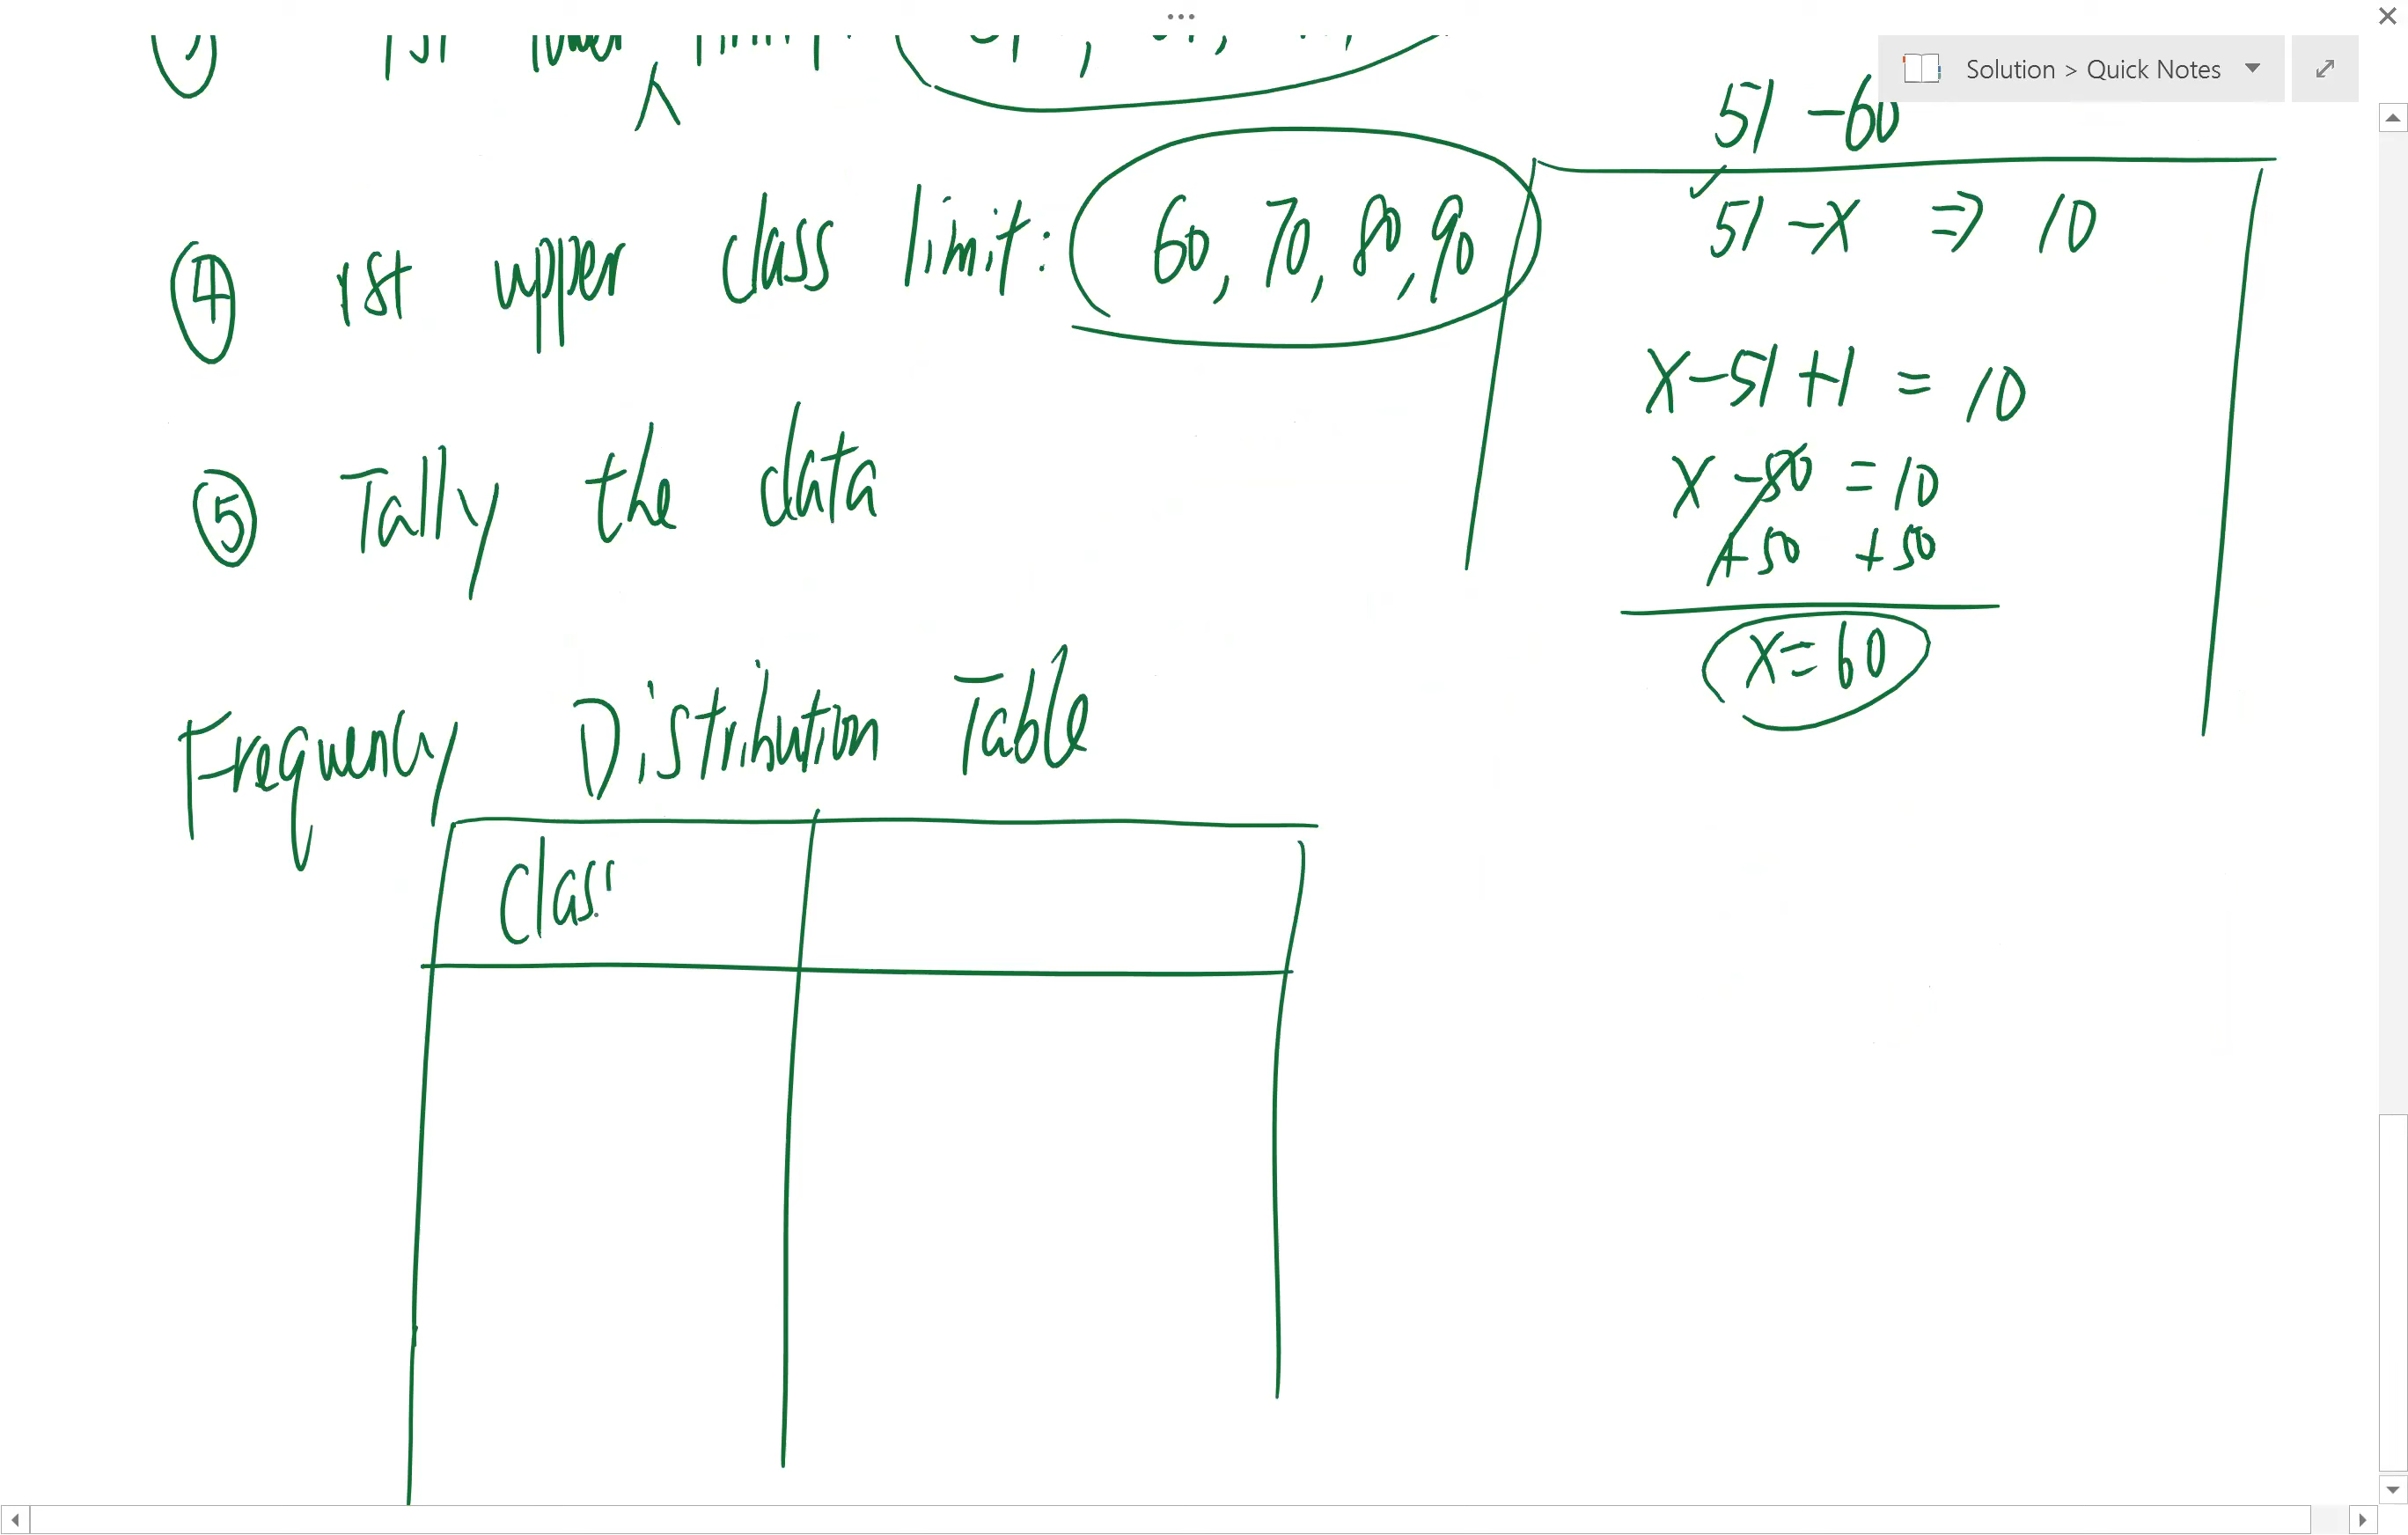 Solution > Quick Notes
51 - 60
④ 1st upper class limit: 60, 70, 80, 90
51 - x ⇒ 10
x - 51 + 1 = 10
⑤ Tally the data
x - 50 = 10
+ 50 + 50
x = 60
Frequency Distribution Table
Class